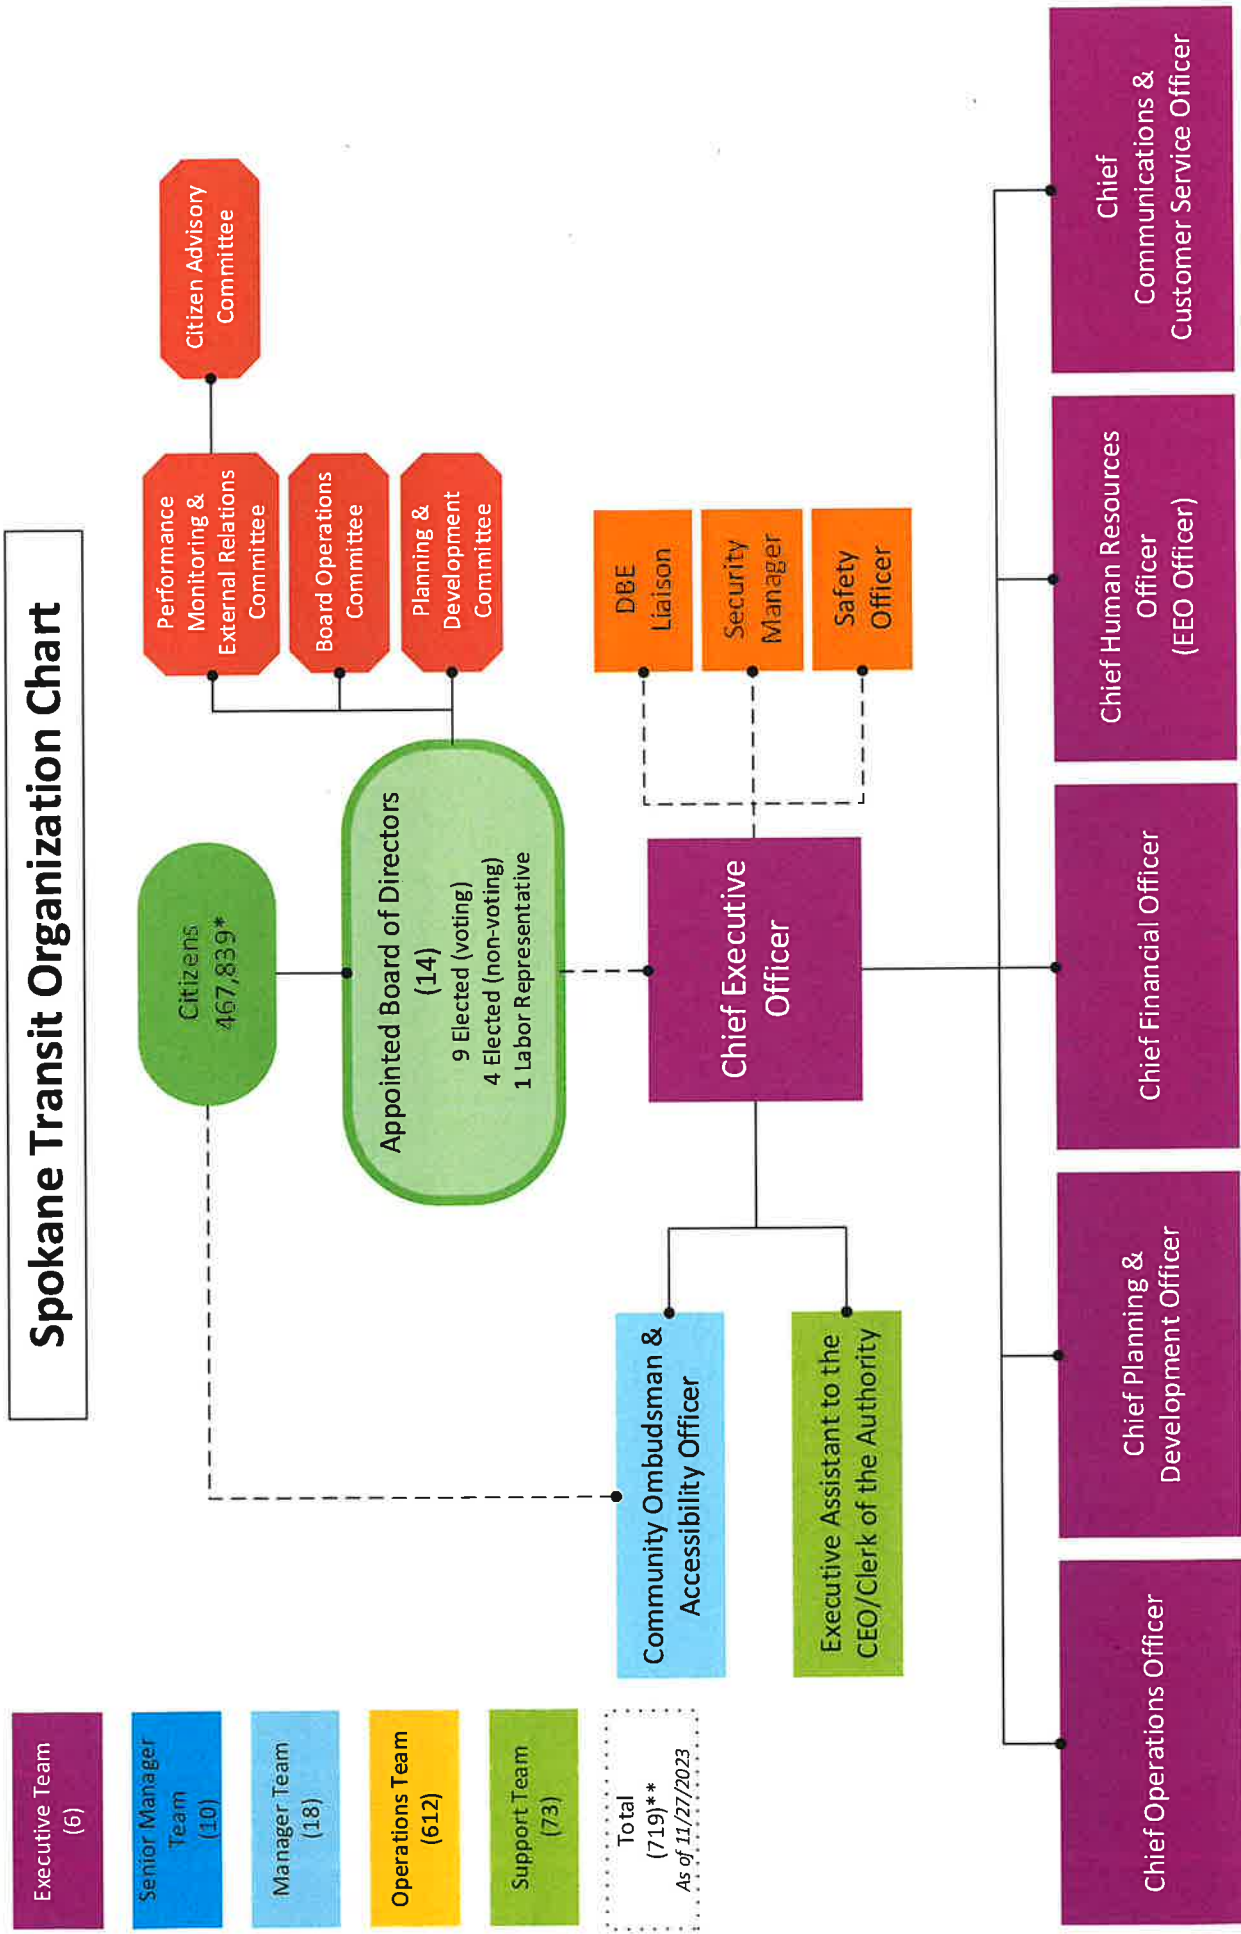 Spokane Transit Organization Chart
Executive Team
(6)
Senior Manager
Team
(10)
Manager Team
(18)
Operations Team
(612)
Support Team
(73)
Total
(719)**
As of 11/27/2023
Citizens
467,839*
Appointed Board of Directors
(14)
9 Elected (voting)
4 Elected (non-voting)
1 Labor Representative
Performance
Monitoring &
External Relations
Committee
Citizen Advisory
Committee
Board Operations
Committee
Planning &
Development
Committee
Community Ombudsman &
Accessibility Officer
Executive Assistant to the
CEO/Clerk of the Authority
Chief Executive
Officer
DBE
Liaison
Security
Manager
Safety
Officer
Chief Operations Officer
Chief Planning &
Development Officer
Chief Financial Officer
Chief Human Resources
Officer
(EEO Officer)
Chief
Communications &
Customer Service Officer